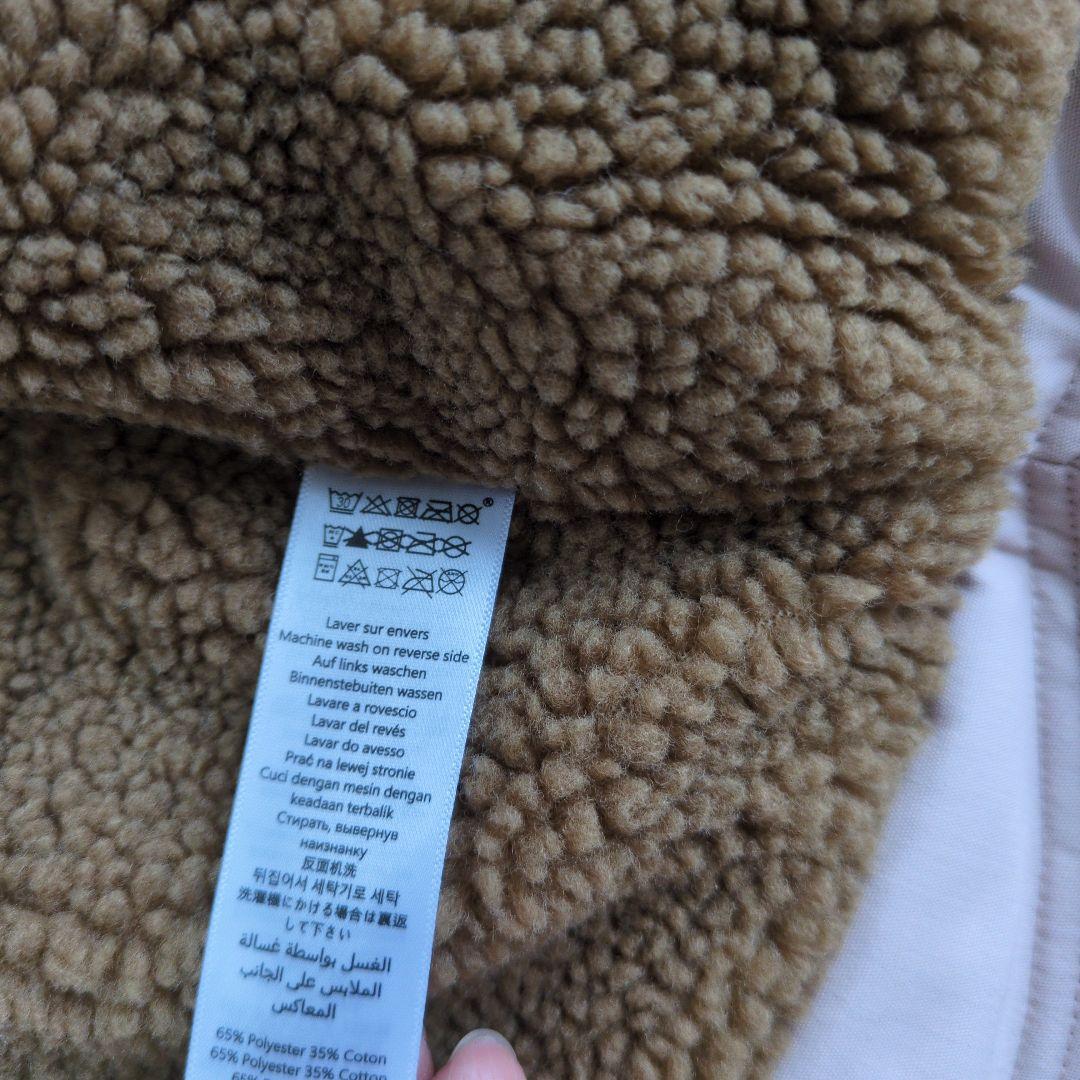 30
Laver sur envers
Machine wash on reverse side
Auf links waschen
Binnenstebuiten wassen
Lavare a rovescio
Lavar del revés
Lavar do avesso
Prać na lewej stronie
Cuci dengan mesin dengan
keadaan terbalik
Стирать, вывернув
наизнанку
反面机洗
뒤집어서 세탁기로 세탁
洗濯機にかける場合は裏返
して下さい
الغسل بواسطة غسالة
الملابس على الجانب
المعاكس
65% Polyester 35% Coton
65% Polyester 35% Cotton
65%